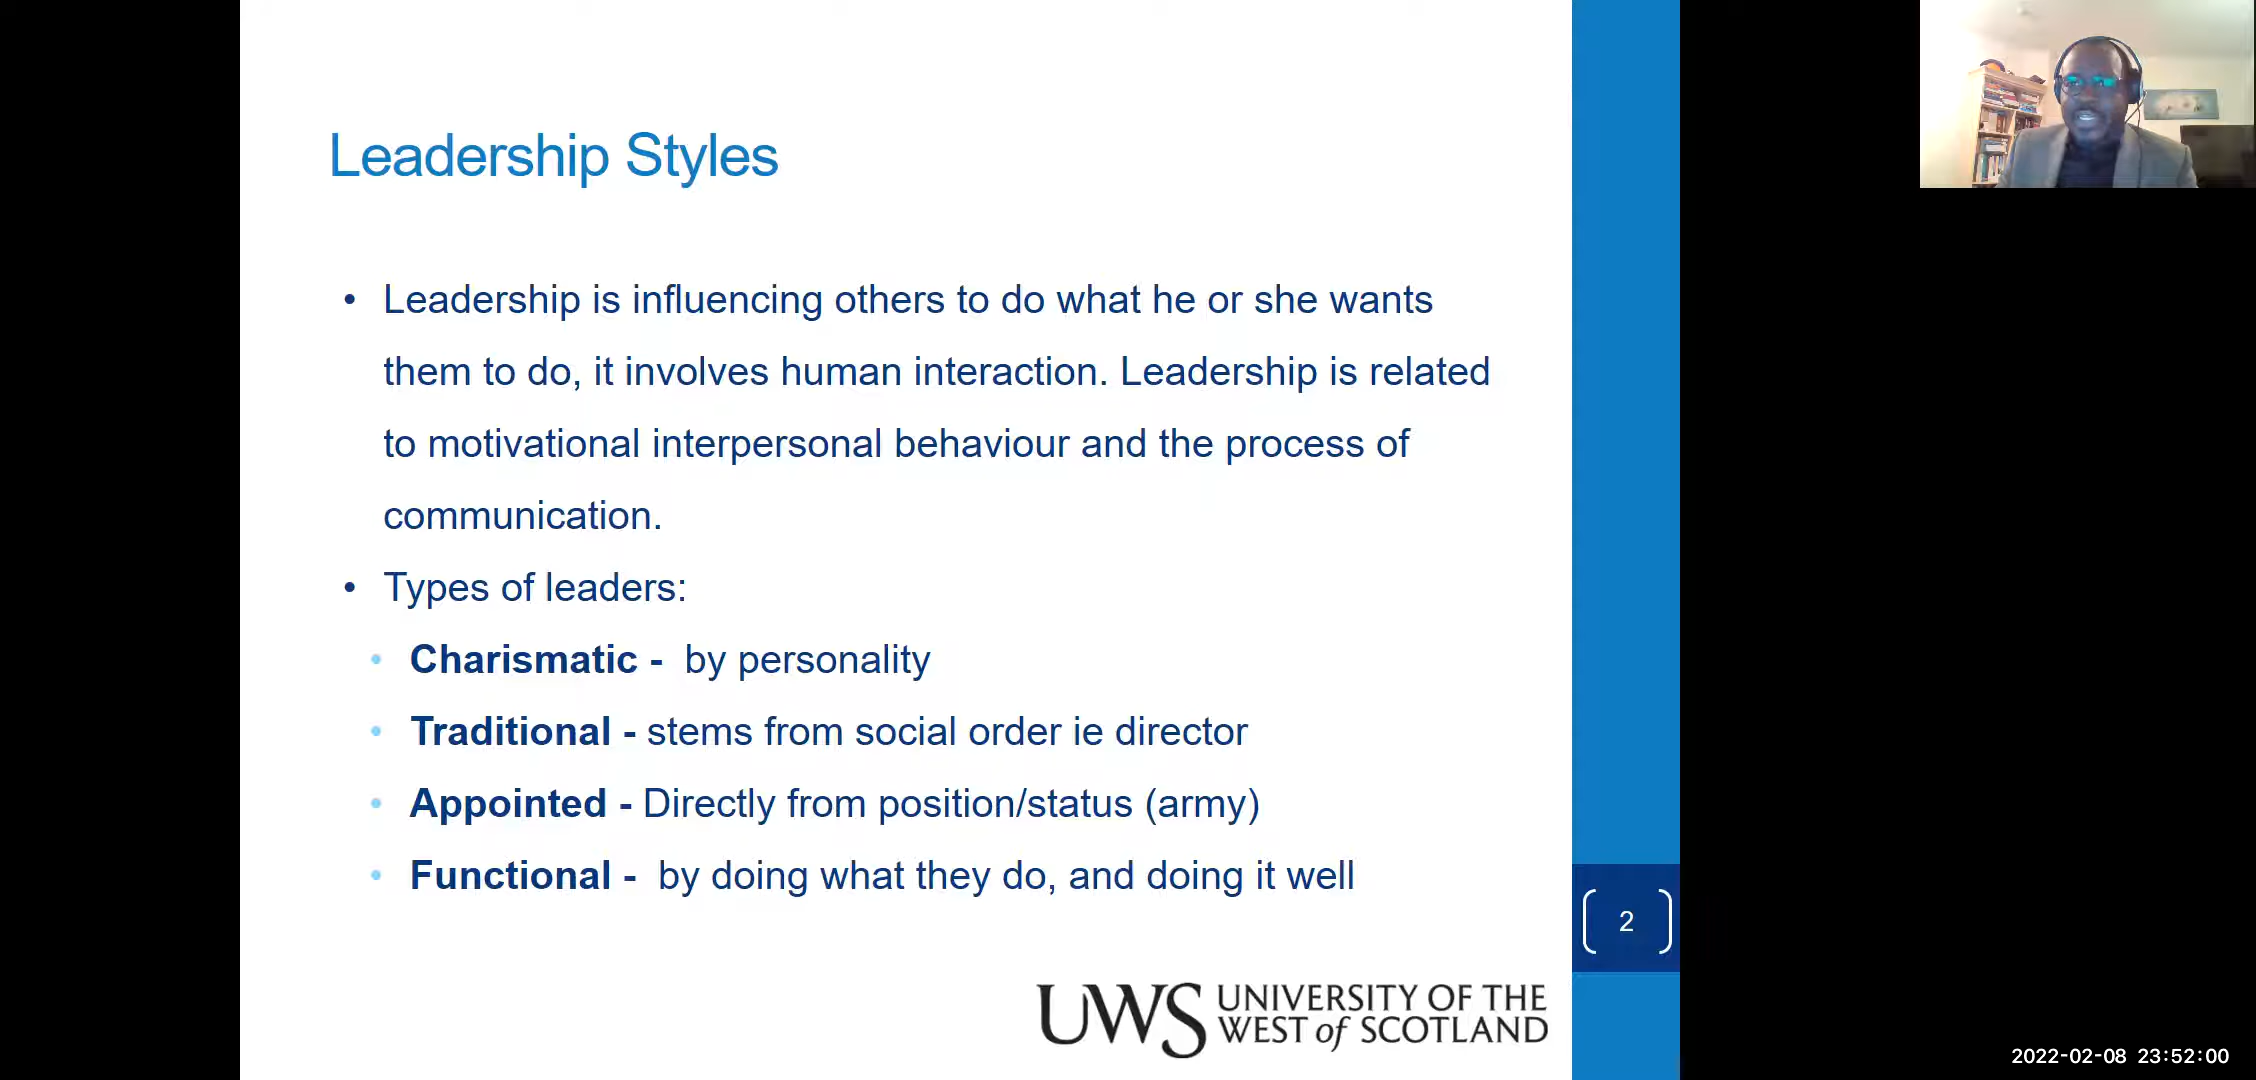 Leadership Styles
• Leadership is influencing others to do what he or she wants
them to do, it involves human interaction. Leadership is related
to motivational interpersonal behaviour and the process of
communication.
• Types of leaders:
• Charismatic - by personality
• Traditional - stems from social order ie director
• Appointed - Directly from position/status (army)
• Functional - by doing what they do, and doing it well
2
UWS UNIVERSITY OF THE
WEST of SCOTLAND
2022-02-08 23:52:00